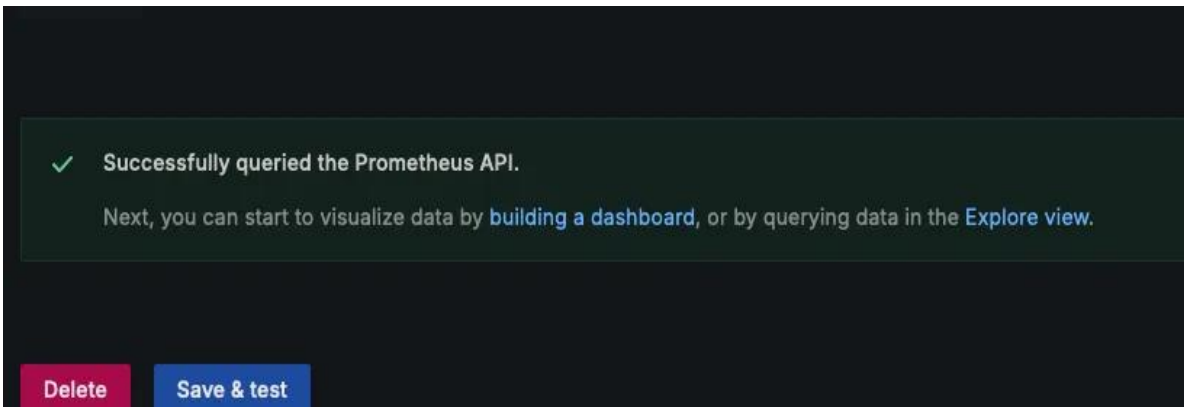 Successfully queried the Prometheus API.
Next, you can start to visualize data by building a dashboard, or by querying data in the Explore view.
Delete Save & test